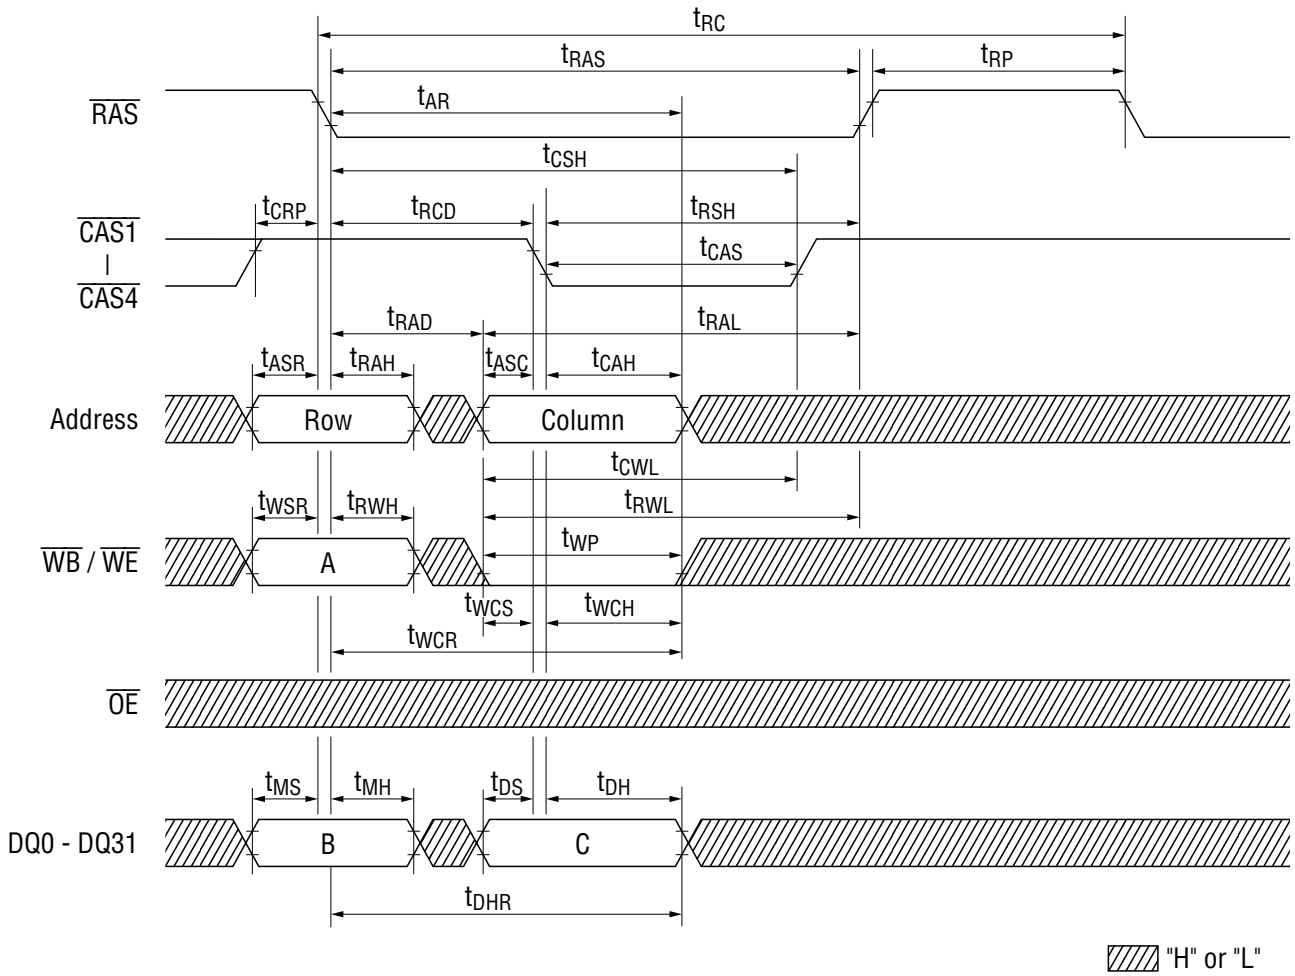 tRC
tRAS
tRP
tAR
RAS
tCSH
tCRP
tRCD
tRSH
CAS1
|
CAS4
tCAS
tRAD
tRAL
tASR
tRAH
tASC
tCAH
Address
Row
Column
tCWL
tWSR
tRWH
tRWL
WB / WE
A
tWP
tWCS
tWCH
tWCR
OE
tMS
tMH
tDS
tDH
DQ0 - DQ31
B
C
tDHR
"H" or "L"